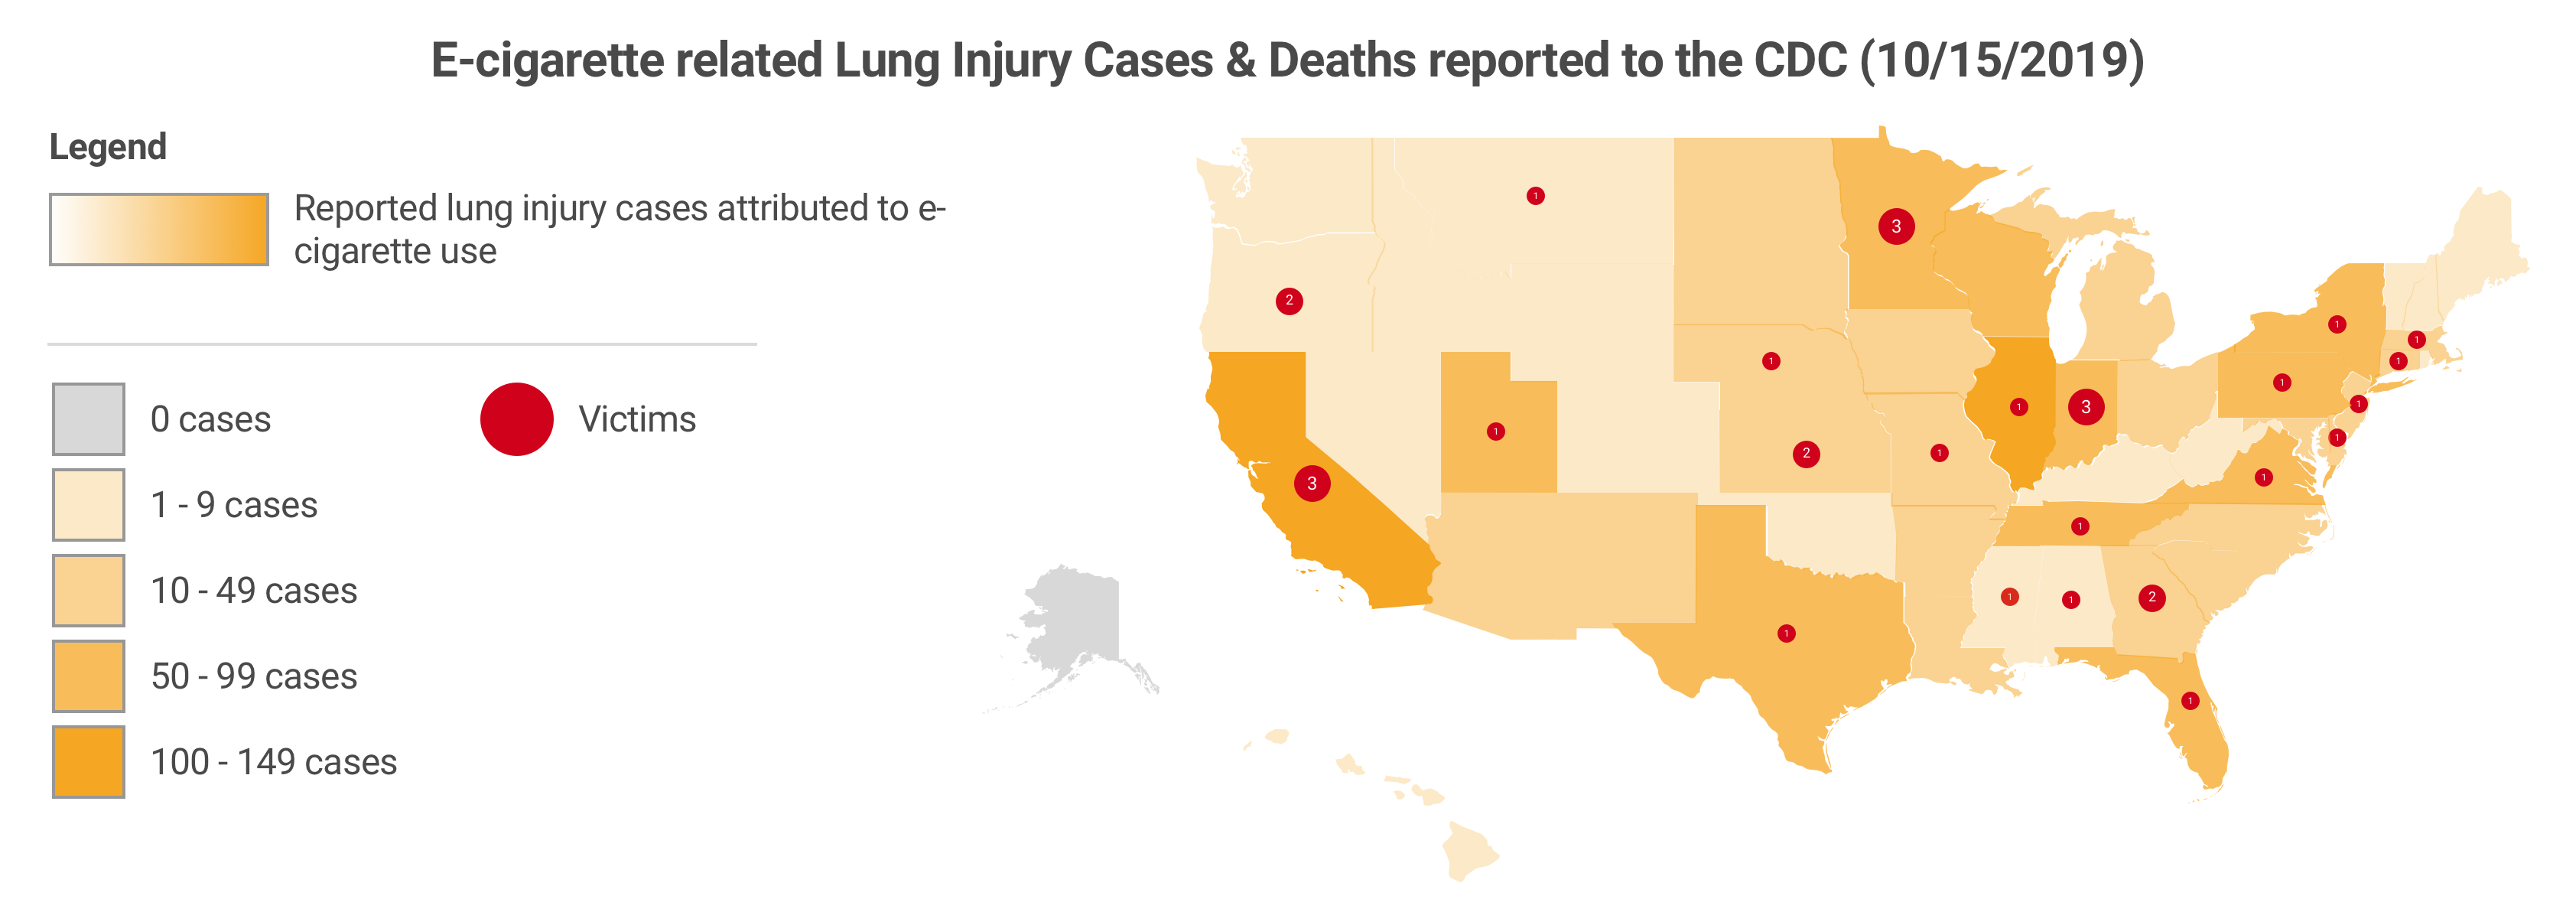 E-cigarette related Lung Injury Cases & Deaths reported to the CDC (10/15/2019)
Legend
Reported lung injury cases attributed to e-
cigarette use
0 cases
Victims
1 - 9 cases
10 - 49 cases
50 - 99 cases
100 - 149 cases
1
3
2
1
1
1
1
1
1
1
3
1
2
1
3
1
1
1
1
1
2
1
1